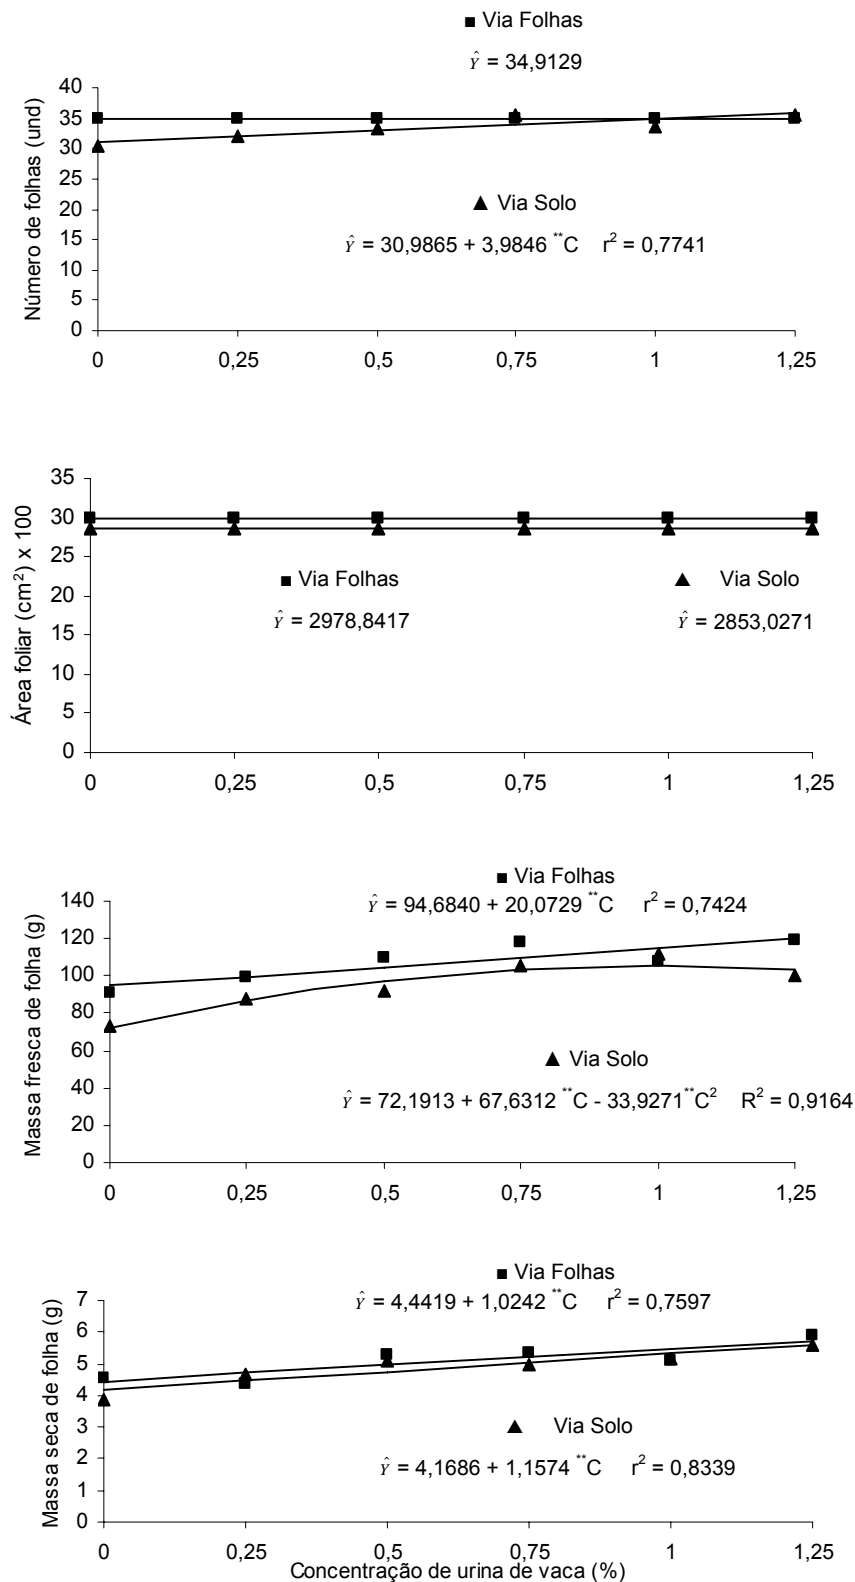 ■ Via Folhas
Ŷ = 34,9129
Número de folhas (und)
40
35
30
25
20
15
10
5
0
▲ Via Solo
Ŷ = 30,9865 + 3,9846 **C r² = 0,7741
0 0,25 0,5 0,75 1 1,25
Área foliar (cm²) x 100
35
30
25
20
15
10
5
0
■ Via Folhas ▲ Via Solo
Ŷ = 2978,8417 Ŷ = 2853,0271
0 0,25 0,5 0,75 1 1,25
■ Via Folhas
Ŷ = 94,6840 + 20,0729 **C r² = 0,7424
Massa fresca de folha (g)
140
120
100
80
60
40
20
0
▲ Via Solo
Ŷ = 72,1913 + 67,6312 **C - 33,9271**C² R² = 0,9164
0 0,25 0,5 0,75 1 1,25
■ Via Folhas
Ŷ = 4,4419 + 1,0242 **C r² = 0,7597
Massa seca de folha (g)
7
6
5
4
3
2
1
0
▲ Via Solo
Ŷ = 4,1686 + 1,1574 **C r² = 0,8339
0 0,25 0,5 0,75 1 1,25
Concentração de urina de vaca (%)